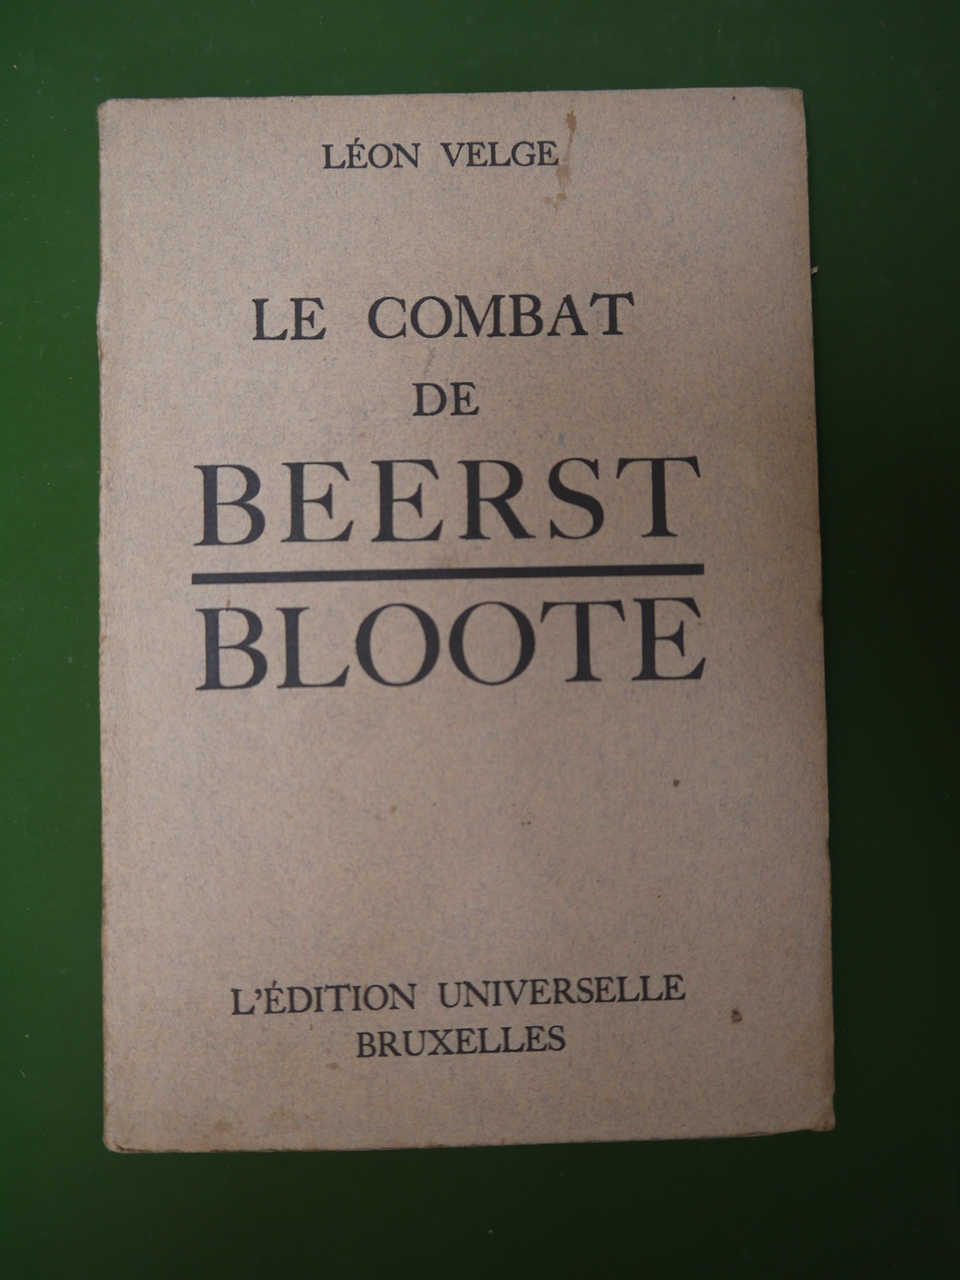 LÉON VELGE
LE COMBAT
DE
BEERST
BLOOTE
L'ÉDITION UNIVERSELLE
BRUXELLES